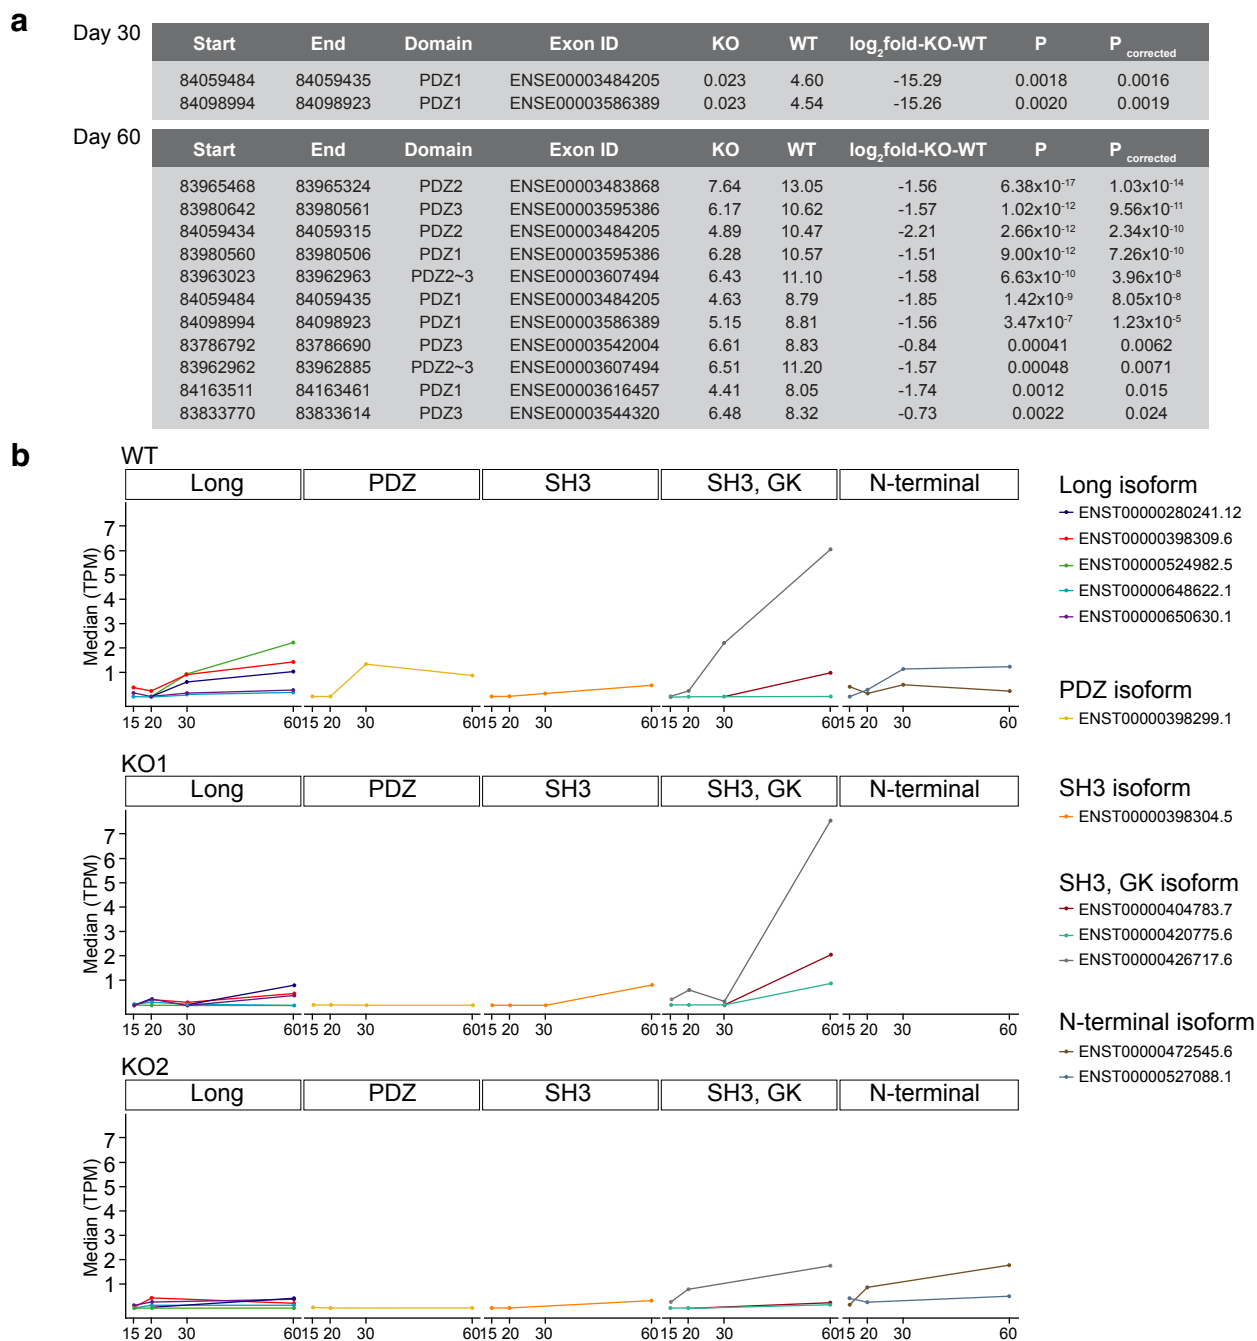 a
Day 30
Start End Domain Exon ID KO WT log2fold-KO-WT P P corrected
84059484 84059435 PDZ1 ENSE00003484205 0.023 4.60 -15.29 0.0018 0.0016
84098994 84098923 PDZ1 ENSE00003586389 0.023 4.54 -15.26 0.0020 0.0019
Day 60
Start End Domain Exon ID KO WT log2fold-KO-WT P P corrected
83965468 83965324 PDZ2 ENSE00003483868 7.64 13.05 -1.56 6.38x10-17 1.03x10-14
83980642 83980561 PDZ3 ENSE00003595386 6.17 10.62 -1.57 1.02x10-12 9.56x10-11
84059434 84059315 PDZ2 ENSE00003484205 4.89 10.47 -2.21 2.66x10-12 2.34x10-10
83980560 83980506 PDZ1 ENSE00003595386 6.28 10.57 -1.51 9.00x10-12 7.26x10-10
83963023 83962963 PDZ2~3 ENSE00003607494 6.43 11.10 -1.58 6.63x10-10 3.96x10-8
84059484 84059435 PDZ1 ENSE00003484205 4.63 8.79 -1.85 1.42x10-9 8.05x10-8
84098994 84098923 PDZ1 ENSE00003586389 5.15 8.81 -1.56 3.47x10-7 1.23x10-5
83786792 83786690 PDZ3 ENSE00003542004 6.61 8.83 -0.84 0.00041 0.0062
83962962 83962885 PDZ2~3 ENSE00003607494 6.51 11.20 -1.57 0.00048 0.0071
84163511 84163461 PDZ1 ENSE00003616457 4.41 8.05 -1.74 0.0012 0.015
83833770 83833614 PDZ3 ENSE00003544320 6.48 8.32 -0.73 0.0022 0.024
b
WT
Long PDZ SH3 SH3, GK N-terminal
7
6
5
4
3
2
1
Median (TPM)
15 20 30 60 15 20 30 60 15 20 30 60 15 20 30 60 15 20 30 60
KO1
Long PDZ SH3 SH3, GK N-terminal
7
6
5
4
3
2
1
Median (TPM)
15 20 30 60 15 20 30 60 15 20 30 60 15 20 30 60 15 20 30 60
KO2
Long PDZ SH3 SH3, GK N-terminal
7
6
5
4
3
2
1
Median (TPM)
15 20 30 60 15 20 30 60 15 20 30 60 15 20 30 60 15 20 30 60
Long isoform
ENST00000280241.12
ENST00000398309.6
ENST00000524982.5
ENST00000648622.1
ENST00000650630.1
PDZ isoform
ENST00000398299.1
SH3 isoform
ENST00000398304.5
SH3, GK isoform
ENST00000404783.7
ENST00000420775.6
ENST00000426717.6
N-terminal isoform
ENST00000472545.6
ENST00000527088.1